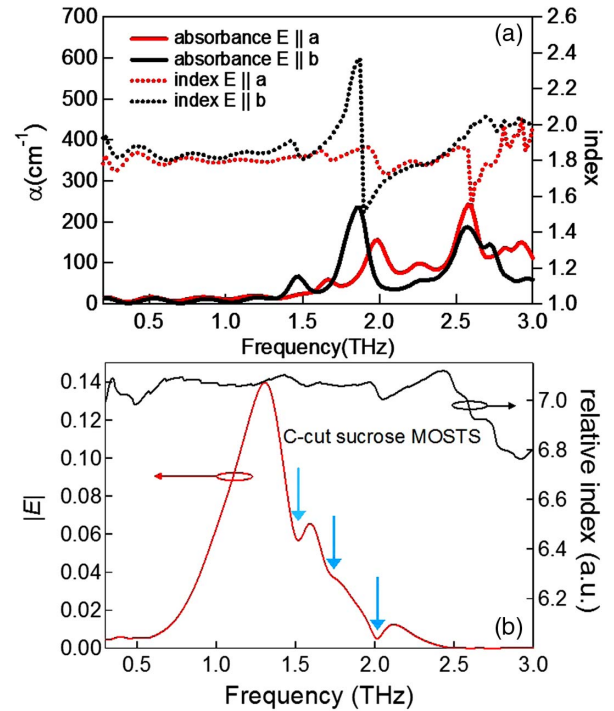 (a)
absorbance E || a
absorbance E || b
index E || a
index E || b
α(cm⁻¹)
700
600
500
400
300
200
100
0
index
2.6
2.4
2.2
2.0
1.8
1.6
1.4
1.2
1.0
0.5 1.0 1.5 2.0 2.5 3.0
Frequency(THz)
|E|
0.14
0.12
0.10
0.08
0.06
0.04
0.02
0.00
C-cut sucrose MOSTS
relative index (a.u.)
7.0
6.8
6.6
6.4
6.2
(b)
0.5 1.0 1.5 2.0 2.5 3.0
Frequency (THz)